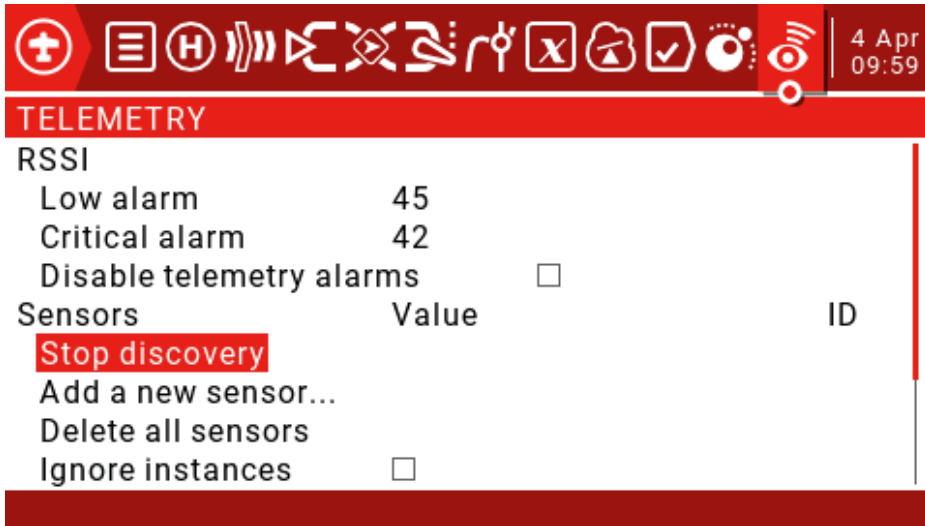 H
x
4 Apr
09:59
TELEMETRY
RSSI
Low alarm 45
Critical alarm 42
Disable telemetry alarms
Sensors Value ID
Stop discovery
Add a new sensor...
Delete all sensors
Ignore instances